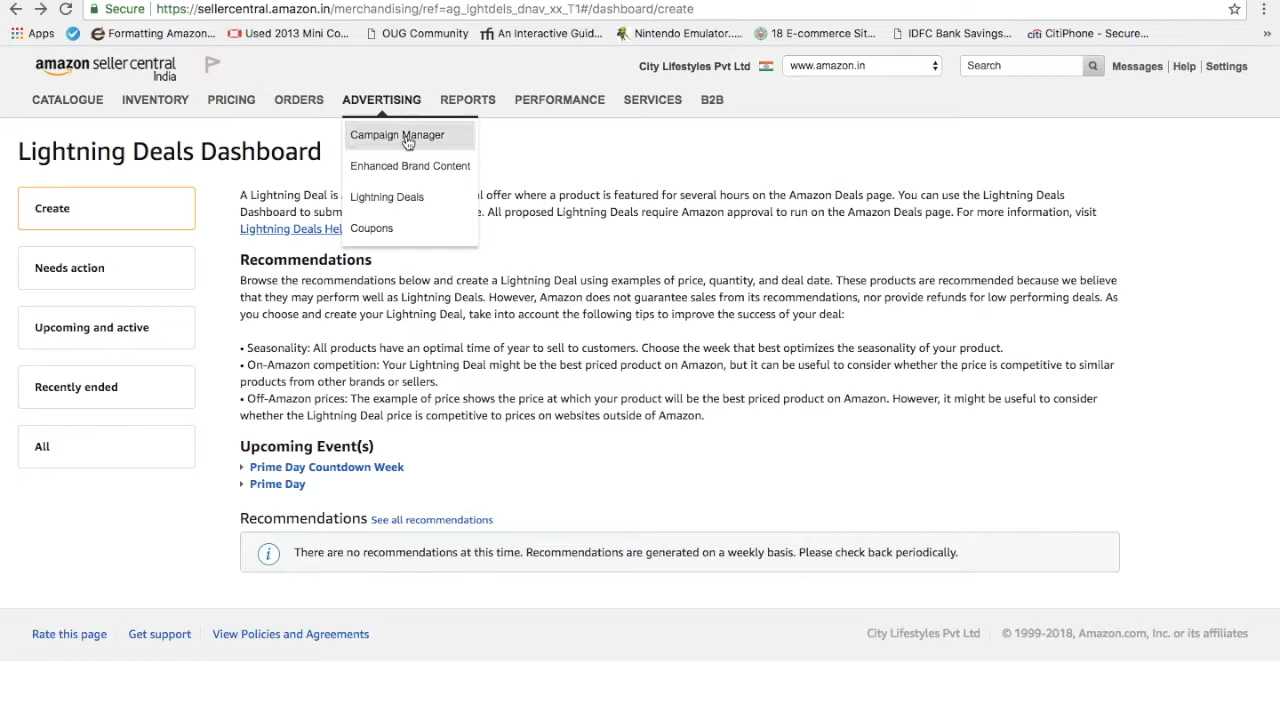 Secure https://sellercentral.amazon.in/merchandising/ref=ag_lghtdels_dnav_xx_T1#/dashboard/create
Apps Formatting Amazon... Used 2013 Mini Co... OUG Community An Interactive Guid... Nintendo Emulator..... 18 E-commerce Sit... IDFC Bank Savings... citi CitiPhone - Secure... »
amazon seller central
India
City Lifestyles Pvt Ltd www.amazon.in Search Messages | Help | Settings
CATALOGUE INVENTORY PRICING ORDERS ADVERTISING REPORTS PERFORMANCE SERVICES B2B
Campaign Manager
Enhanced Brand Content
Lightning Deals
Coupons
Lightning Deals Dashboard
Create
Needs action
Upcoming and active
Recently ended
All
A Lightning Deal is l offer where a product is featured for several hours on the Amazon Deals page. You can use the Lightning Deals
Dashboard to subm e. All proposed Lightning Deals require Amazon approval to run on the Amazon Deals page. For more information, visit
Lightning Deals Hel
Recommendations
Browse the recommendations below and create a Lightning Deal using examples of price, quantity, and deal date. These products are recommended because we believe
that they may perform well as Lightning Deals. However, Amazon does not guarantee sales from its recommendations, nor provide refunds for low performing deals. As
you choose and create your Lightning Deal, take into account the following tips to improve the success of your deal:
• Seasonality: All products have an optimal time of year to sell to customers. Choose the week that best optimizes the seasonality of your product.
• On-Amazon competition: Your Lightning Deal might be the best priced product on Amazon, but it can be useful to consider whether the price is competitive to similar
products from other brands or sellers.
• Off-Amazon prices: The example of price shows the price at which your product will be the best priced product on Amazon. However, it might be useful to consider
whether the Lightning Deal price is competitive to prices on websites outside of Amazon.
Upcoming Event(s)
Prime Day Countdown Week
Prime Day
Recommendations See all recommendations
There are no recommendations at this time. Recommendations are generated on a weekly basis. Please check back periodically.
Rate this page Get support View Policies and Agreements City Lifestyles Pvt Ltd © 1999-2018, Amazon.com, Inc. or its affiliates